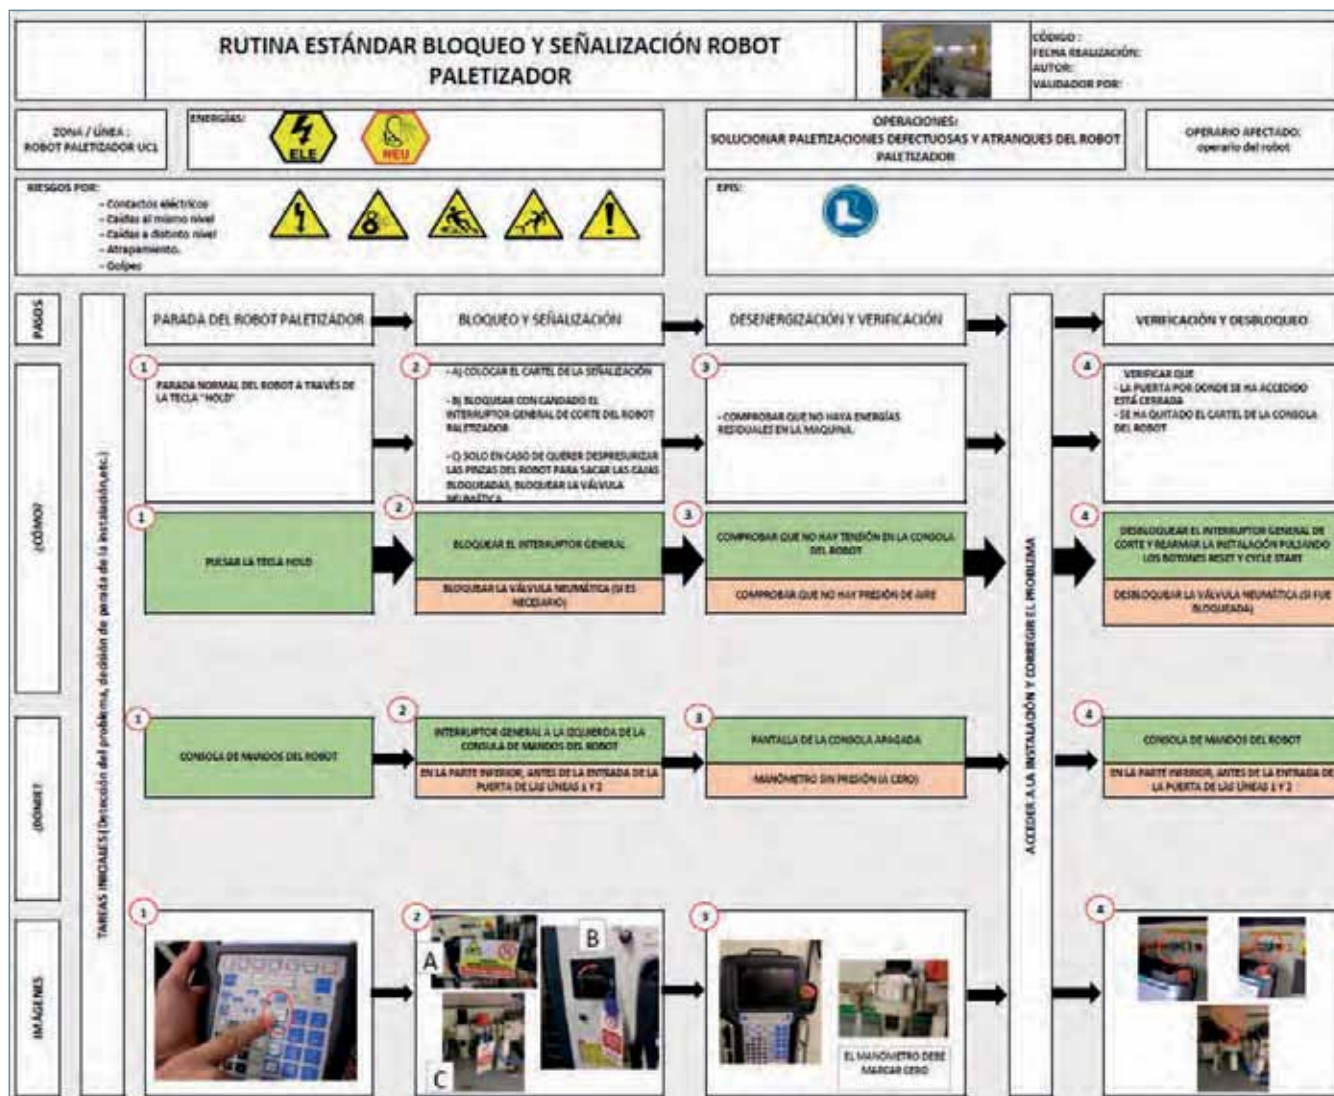 RUTINA ESTÁNDAR BLOQUEO Y SEÑALIZACIÓN ROBOT
PALETIZADOR
CÓDIGO :
FECHA REALIZACIÓN:
AUTOR:
VALIDADOR POR:
ZONA / LÍNEA :
ROBOT PALETIZADOR UC1
ENERGÍAS:
ELE
NEU
OPERACIONES:
SOLUCIONAR PALETIZACIONES DEFECTUOSAS Y ATRANQUES DEL ROBOT
PALETIZADOR
OPERARIO AFECTADO:
operario del robot
RIESGOS POR:
- Contactos eléctricos
- Caídas al mismo nivel
- Caídas a distinto nivel
- Atrapamiento.
- Golpes
EPIS:
PASOS
TAREAS INICIALES (Detección del problema, decisión de parada de la instalación,etc.)
PARADA DEL ROBOT PALETIZADOR
BLOQUEO Y SEÑALIZACIÓN
DESENERGIZACIÓN Y VERIFICACIÓN
ACCEDER A LA INSTALACIÓN Y CORREGIR EL PROBLEMA
VERIFICACIÓN Y DESBLOQUEO
¿CÓMO?
1
PARADA NORMAL DEL ROBOT A TRAVÉS DE
LA TECLA "HOLD"
2
- A) COLOCAR EL CARTEL DE LA SEÑALIZACIÓN
- B) BLOQUEAR CON CANDADO EL
INTERRUPTOR GENERAL DE CORTE DEL ROBOT
PALETIZADOR
- C) SOLO EN CASO DE QUERER DESPRESURIZAR
LAS PINZAS DEL ROBOT PARA SACAR LAS CAJAS
BLOQUEADAS, BLOQUEAR LA VÁLVULA
NEUMÁTICA
3
- COMPROBAR QUE NO HAYA ENERGÍAS
RESIDUALES EN LA MAQUINA.
4
VERIFICAR QUE
- LA PUERTA POR DONDE SE HA ACCEDIDO
ESTÁ CERRADA
- SE HA QUITADO EL CARTEL DE LA CONSOLA
DEL ROBOT
1
PULSAR LA TECLA HOLD
2
BLOQUEAR EL INTERRUPTOR GENERAL
BLOQUEAR LA VÁLVULA NEUMÁTICA (SI ES
NECESARIO)
3
COMPROBAR QUE NO HAY TENSIÓN EN LA CONSOLA
DEL ROBOT
COMPROBAR QUE NO HAY PRESIÓN DE AIRE
4
DESBLOQUEAR EL INTERRUPTOR GENERAL DE
CORTE Y REARMAR LA INSTALACIÓN PULSANDO
LOS BOTONES RESET Y CYCLE START
DESBLOQUEAR LA VÁLVULA NEUMÁTICA (SI FUE
BLOQUEADA)
¿DÓNDE?
1
CONSOLA DE MANDOS DEL ROBOT
2
INTERRUPTOR GENERAL A LA IZQUIERDA DE LA
CONSULA DE MANDOS DEL ROBOT
EN LA PARTE INFERIOR, ANTES DE LA ENTRADA DE LA
PUERTA DE LAS LÍNEAS 1 Y 2
3
PANTALLA DE LA CONSOLA APAGADA
MANÓMETRO SIN PRESIÓN (A CERO)
4
CONSOLA DE MANDOS DEL ROBOT
EN LA PARTE INFERIOR, ANTES DE LA ENTRADA DE
LA PUERTA DE LAS LÍNEAS 1 Y 2
IMÁGENES
1
2
A
B
C
3
EL MANÓMETRO DEBE
MARCAR CERO
4